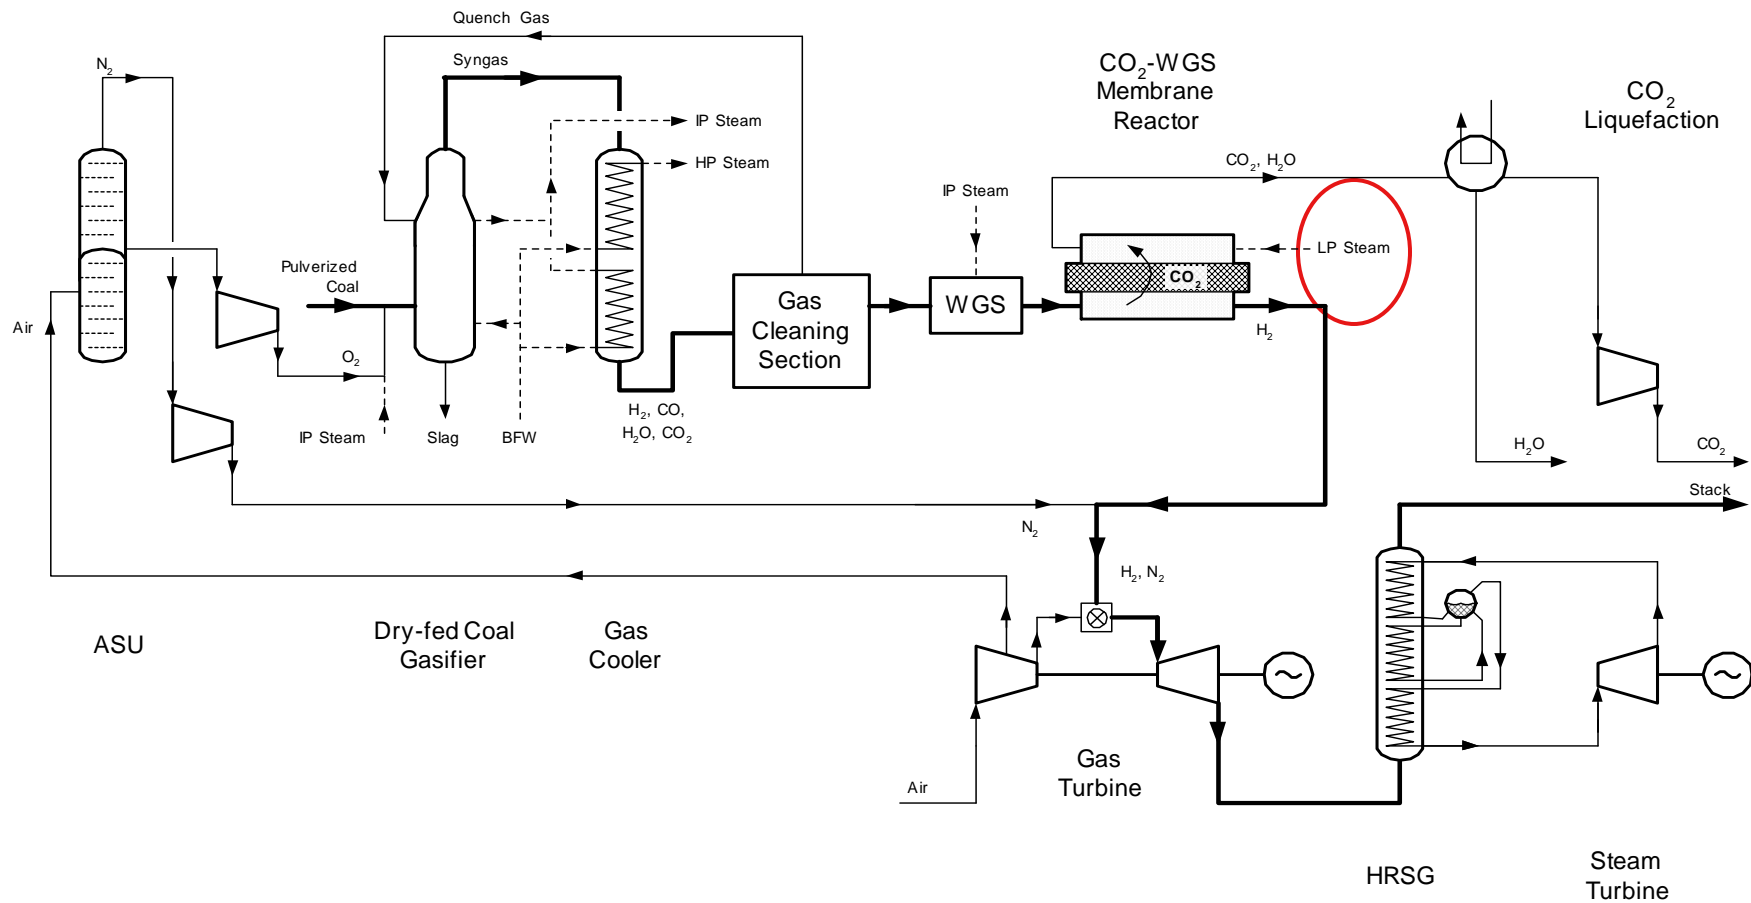 Quench Gas
N₂
Syngas
CO₂-WGS
Membrane
Reactor
CO₂
Liquefaction
IP Steam
HP Steam
CO₂, H₂O
IP Steam
LP Steam
Pulverized
Coal
CO₂
Gas
Cleaning
Section
WGS
Air
O₂
H₂
H₂, CO,
H₂O, CO₂
IP Steam
Slag
BFW
H₂O
CO₂
Stack
N₂
H₂, N₂
ASU
Dry-fed Coal
Gasifier
Gas
Cooler
Gas
Turbine
Air
HRSG
Steam
Turbine